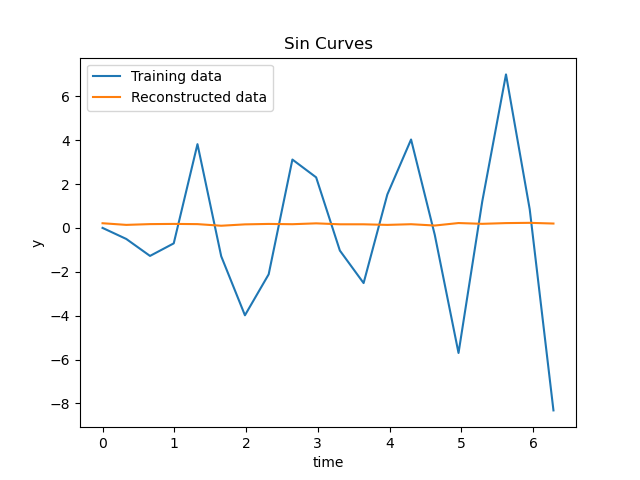 Sin Curves
Training data
Reconstructed data
6
4
2
0
−2
−4
−6
−8
y
0 1 2 3 4 5 6
time